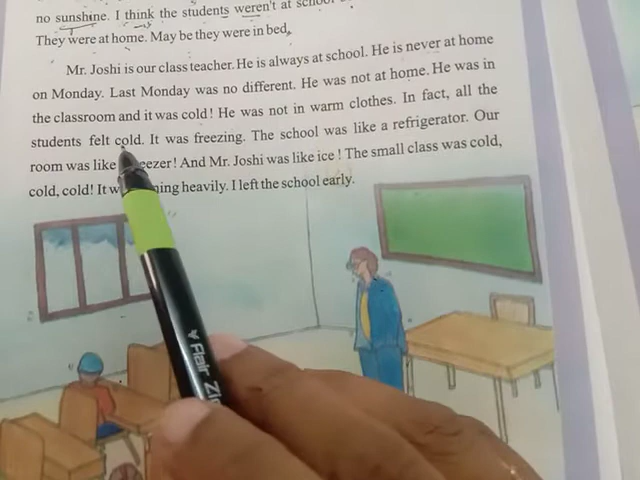 no sunshine. I think the students weren't at school
They were at home. May be they were in bed.
Mr. Joshi is our class teacher. He is always at school. He is never at home
on Monday. Last Monday was no different. He was not at home. He was in
the classroom and it was cold! He was not in warm clothes. In fact, all the
students felt cold. It was freezing. The school was like a refrigerator. Our
room was like eezer! And Mr. Joshi was like ice ! The small class was cold,
cold, cold! It w ning heavily. I left the school early.
Flair Zi